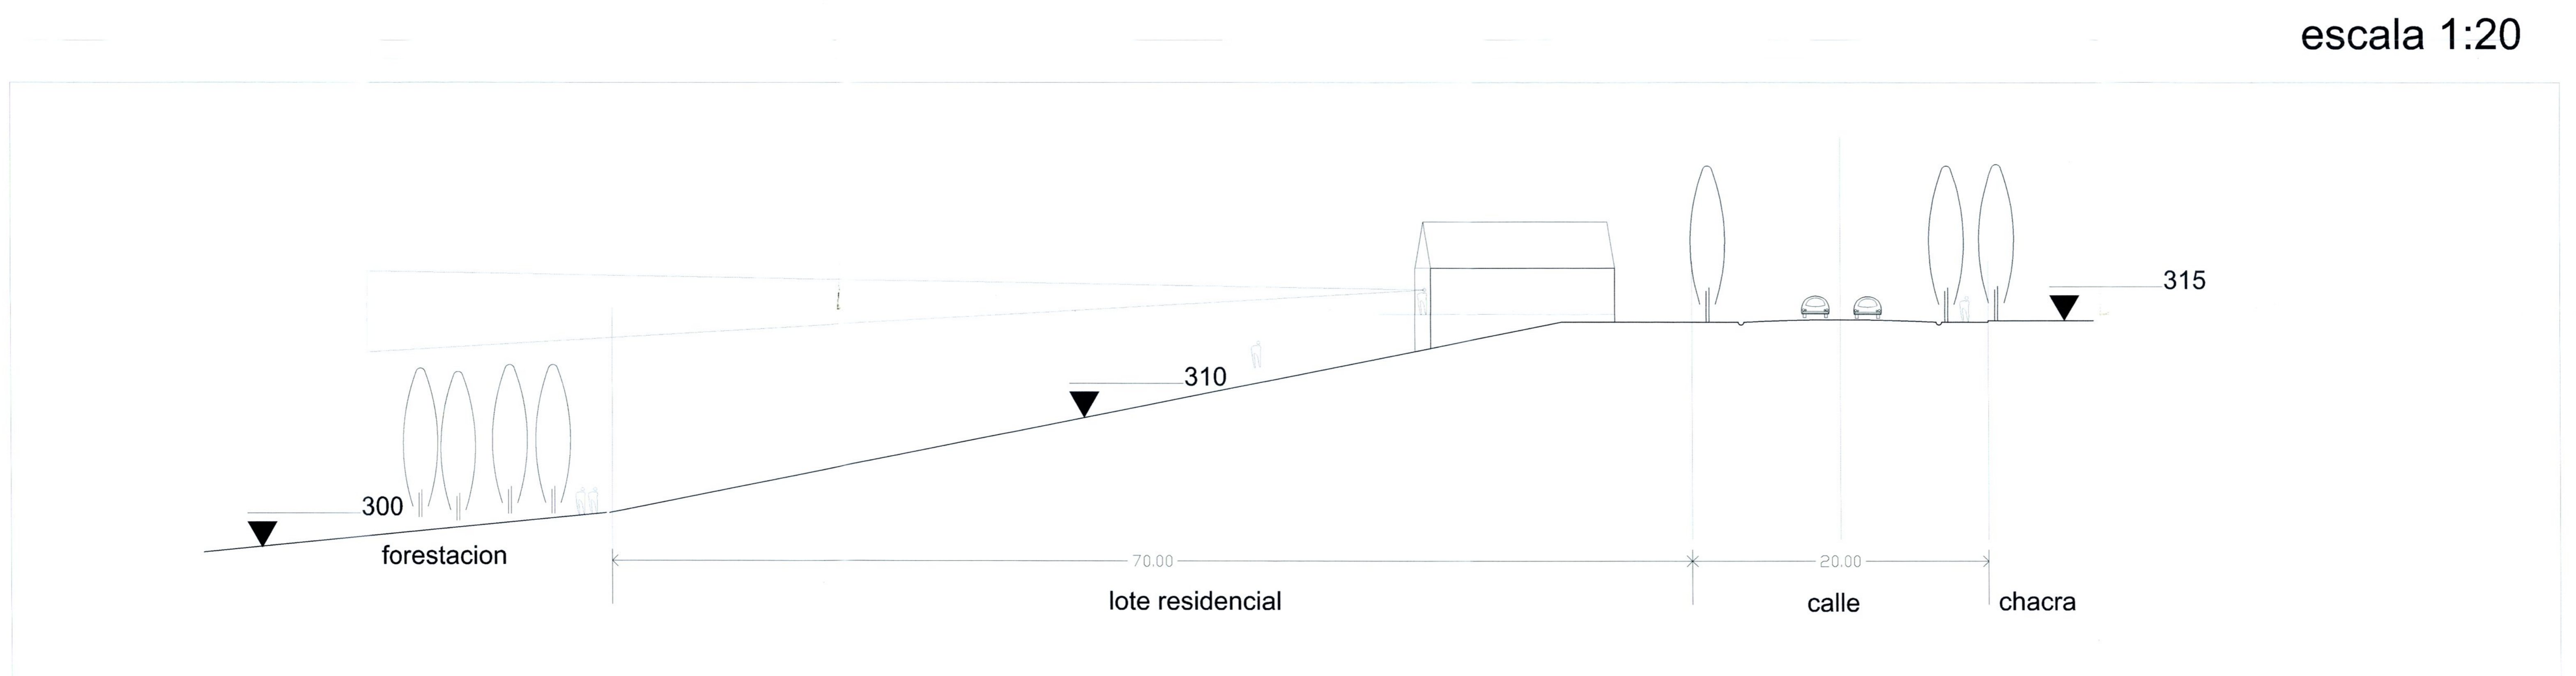 escala 1:20
315
310
300
forestacion
70.00
20.00
lote residencial
calle
chacra